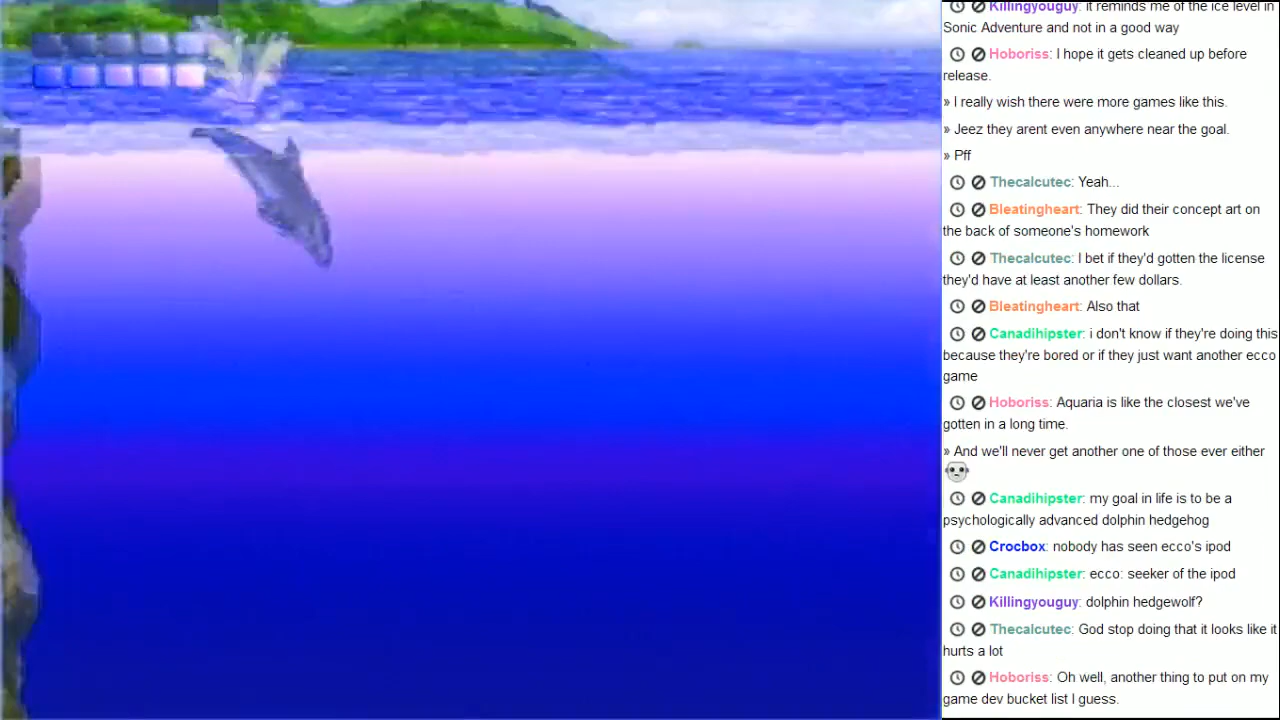 Killingyouguy: it reminds me of the ice level in
Sonic Adventure and not in a good way
Hoboriss: I hope it gets cleaned up before
release.
» I really wish there were more games like this.
» Jeez they arent even anywhere near the goal.
» Pff
Thecalcutec: Yeah...
Bleatingheart: They did their concept art on
the back of someone's homework
Thecalcutec: I bet if they'd gotten the license
they'd have at least another few dollars.
Bleatingheart: Also that
Canadihipster: i don't know if they're doing this
because they're bored or if they just want another ecco
game
Hoboriss: Aquaria is like the closest we've
gotten in a long time.
» And we'll never get another one of those ever either
Canadihipster: my goal in life is to be a
psychologically advanced dolphin hedgehog
Crocbox: nobody has seen ecco's ipod
Canadihipster: ecco: seeker of the ipod
Killingyouguy: dolphin hedgewolf?
Thecalcutec: God stop doing that it looks like it
hurts a lot
Hoboriss: Oh well, another thing to put on my
game dev bucket list I guess.